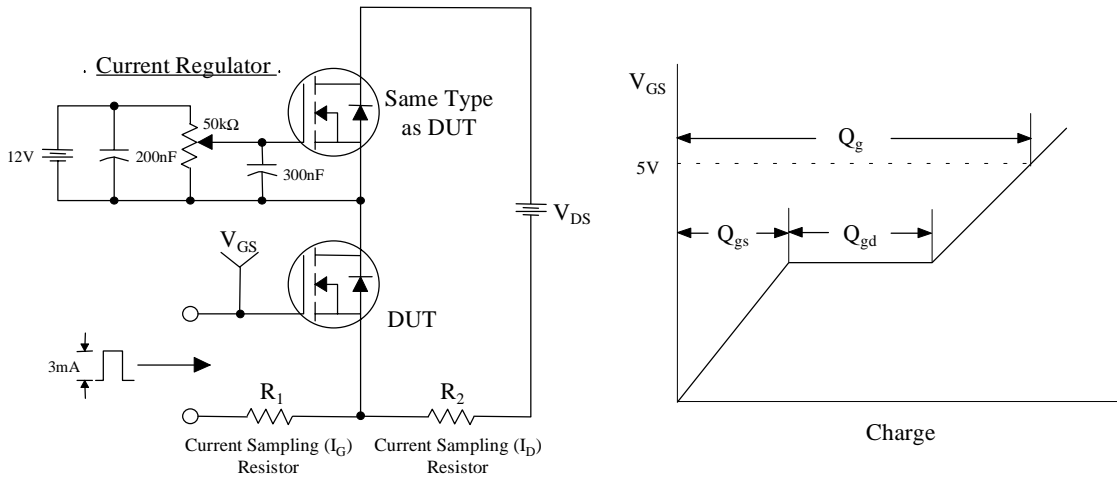 . Current Regulator .
12V
200nF
50kΩ
300nF
Same Type
as DUT
V_DS
V_GS
DUT
3mA
R_1
R_2
Current Sampling (I_G)
Resistor
Current Sampling (I_D)
Resistor
V_GS
Q_g
5V
Q_gs
Q_gd
Charge